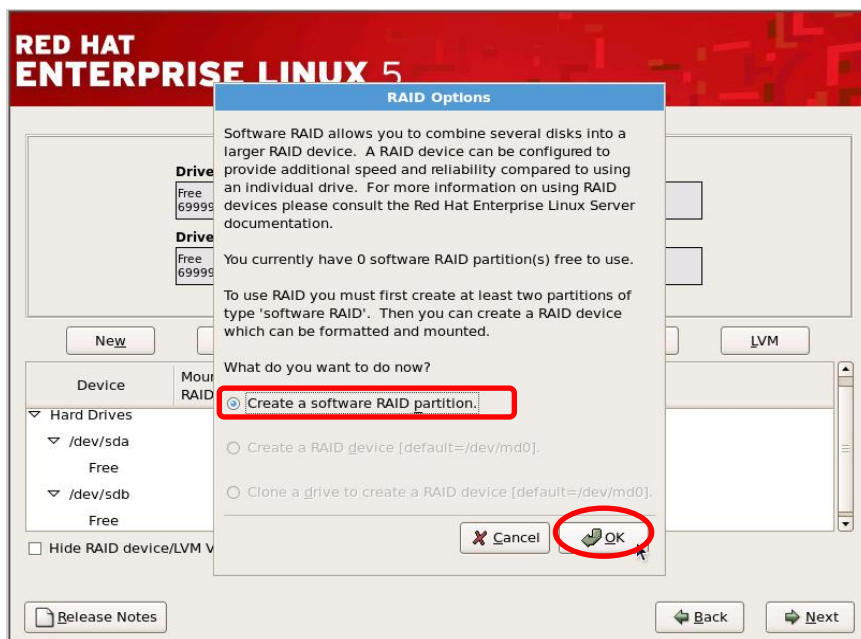 RED HAT
ENTERPRISE LINUX 5
RAID Options
Software RAID allows you to combine several disks into a
larger RAID device. A RAID device can be configured to
provide additional speed and reliability compared to using
an individual drive. For more information on using RAID
devices please consult the Red Hat Enterprise Linux Server
documentation.
You currently have 0 software RAID partition(s) free to use.
To use RAID you must first create at least two partitions of
type 'software RAID'. Then you can create a RAID device
which can be formatted and mounted.
What do you want to do now?
Create a software RAID partition.
Create a RAID device [default=/dev/md0].
Clone a drive to create a RAID device [default=/dev/md0].
Cancel
OK
Drive
Free
69999
Drive
Free
69999
New
LVM
Device
RAID
Hard Drives
/dev/sda
Free
/dev/sdb
Free
Hide RAID device/LVM V
Release Notes
Back
Next